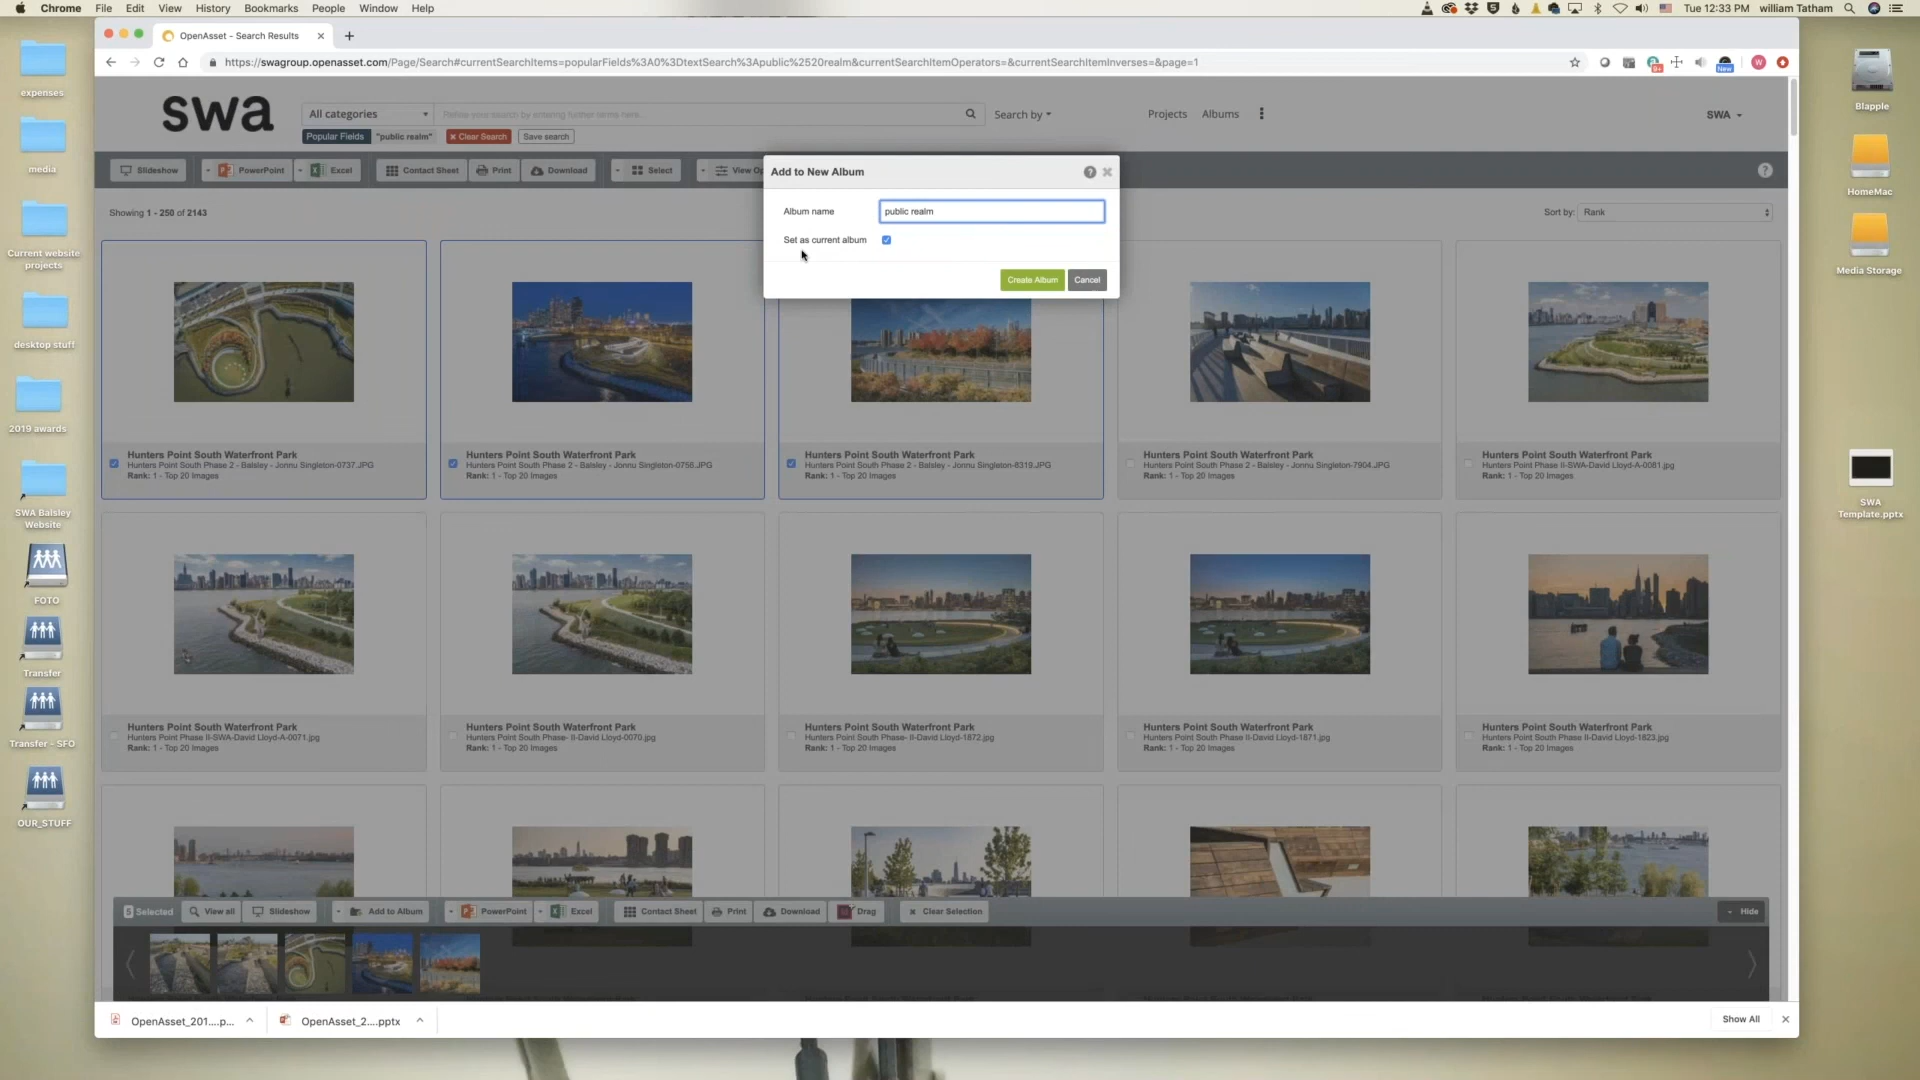 Chrome File Edit View History Bookmarks People Window Help
Tue 12:33 PM william Tatham
OpenAsset - Search Results
https://swagroup.openasset.com/Page/Search#currentSearchItems=popularFields%3A0%3DtextSearch%3Apublic%2520realm&currentSearchItemOperators=&currentSearchItemInverses=&page=1
9+
New
W
swa
All categories
Refine your search by entering further terms here...
Search by
Projects Albums
SWA
Popular Fields "public realm" Clear Search Save search
Slideshow PowerPoint Excel Contact Sheet Print Download Select View Op
Add to New Album
Album name public realm
Set as current album
Create Album Cancel
Showing 1 - 250 of 2143
Sort by: Rank
Hunters Point South Waterfront Park
Hunters Point South Phase 2 - Balsley - Jonnu Singleton-0737.JPG
Rank: 1 - Top 20 Images
Hunters Point South Waterfront Park
Hunters Point South Phase 2 - Balsley - Jonnu Singleton-0755.JPG
Rank: 1 - Top 20 Images
Hunters Point South Waterfront Park
Hunters Point South Phase 2 - Balsley - Jonnu Singleton-8319.JPG
Rank: 1 - Top 20 Images
Hunters Point South Waterfront Park
Hunters Point South Phase 2 - Balsley - Jonnu Singleton-7904.JPG
Rank: 1 - Top 20 Images
Hunters Point South Waterfront Park
Hunters Point Phase II-SWA-David Lloyd-A-0081.jpg
Rank: 1 - Top 20 Images
Hunters Point South Waterfront Park
Hunters Point Phase II-SWA-David Lloyd-A-0071.jpg
Rank: 1 - Top 20 Images
Hunters Point South Waterfront Park
Hunters Point South Phase- II-David Lloyd-0070.jpg
Rank: 1 - Top 20 Images
Hunters Point South Waterfront Park
Hunters Point South Phase- II-David Lloyd-1872.jpg
Rank: 1 - Top 20 Images
Hunters Point South Waterfront Park
Hunters Point South Phase II-David Lloyd-1871.jpg
Rank: 1 - Top 20 Images
Hunters Point South Waterfront Park
Hunters Point South Phase II-David Lloyd-1823.jpg
Rank: 1 - Top 20 Images
5 Selected View all Slideshow Add to Album PowerPoint Excel Contact Sheet Print Download Drag Clear Selection Hide
OpenAsset_201....p... OpenAsset_2....pptx Show All
expenses
media
Current website
projects
desktop stuff
2019 awards
SWA Balsley
Website
FOTO
Transfer
Transfer - SFO
OUR_STUFF
Blapple
HomeMac
Media Storage
SWA
Template.pptx